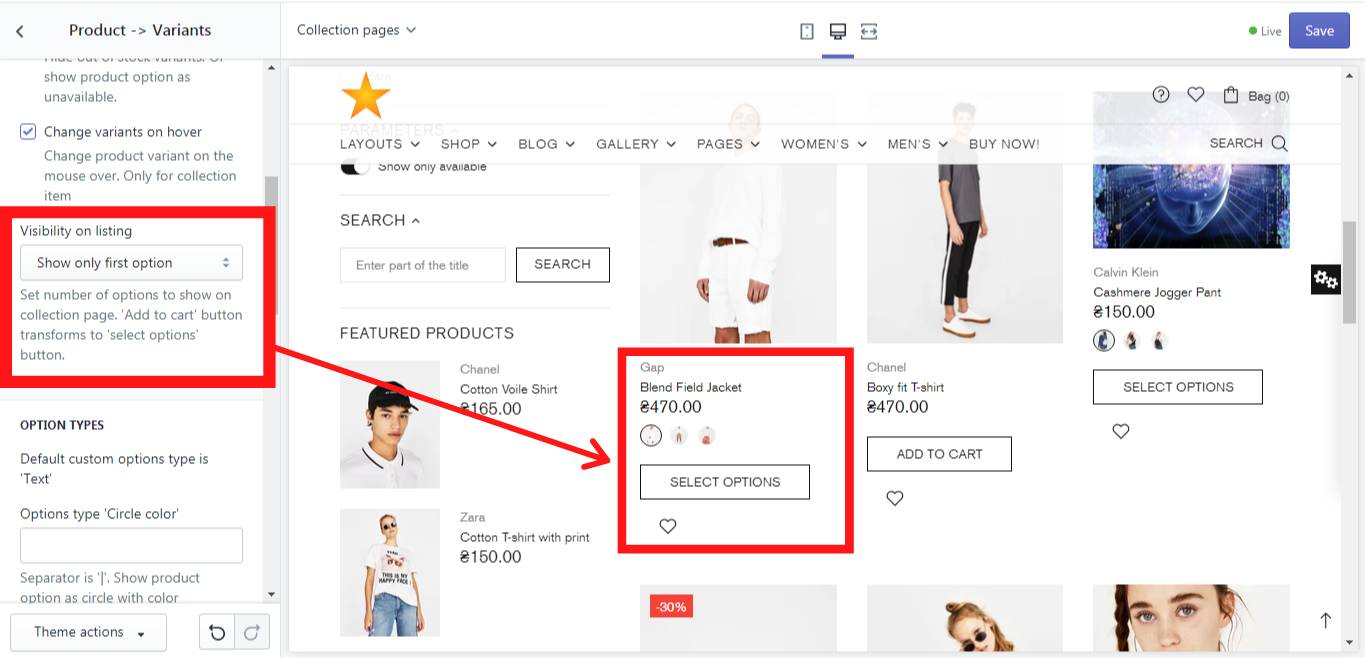 Product -> Variants
Hide out of stock variants. Or
show product option as
unavailable.
Change variants on hover
Change product variant on the
mouse over. Only for collection
item
Visibility on listing
Show only first option
Set number of options to show on
collection page. 'Add to cart' button
transforms to 'select options'
button.
OPTION TYPES
Default custom options type is
'Text'
Options type 'Circle color'
Separator is '|'. Show product
option as circle with color
Theme actions
Collection pages
Live
Save
Bag (0)
PARAMETERS
LAYOUTS SHOP BLOG GALLERY PAGES WOMEN'S MEN'S BUY NOW!
SEARCH
Show only available
SEARCH
Enter part of the title
SEARCH
FEATURED PRODUCTS
Chanel
Cotton Voile Shirt
₴165.00
Zara
Cotton T-shirt with print
₴150.00
THIS IS MY
HAPPY FACE
Gap
Blend Field Jacket
₴470.00
SELECT OPTIONS
Chanel
Boxy fit T-shirt
₴470.00
ADD TO CART
Calvin Klein
Cashmere Jogger Pant
₴150.00
SELECT OPTIONS
-30%